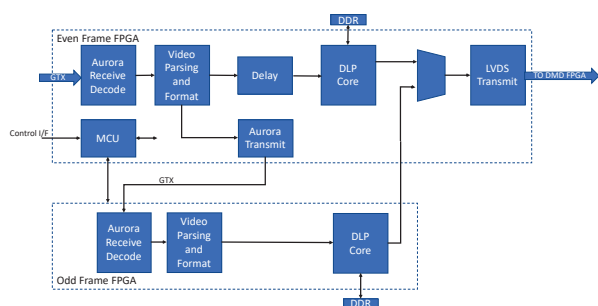 DDR
Even Frame FPGA
GTX
Aurora
Receive
Decode
Video
Parsing
and
Format
Delay
DLP
Core
LVDS
Transmit
TO DMD FPGA
Control I/F
MCU
Aurora
Transmit
GTX
Aurora
Receive
Decode
Video
Parsing
and
Format
DLP
Core
Odd Frame FPGA
DDR